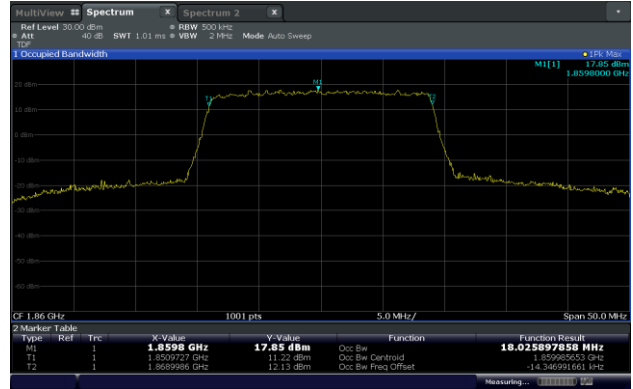 MultiView Spectrum X Spectrum 2 X
Ref Level 30.00 dBm RBW 500 kHz
Att 40 dB SWT 1.01 ms VBW 2 MHz Mode Auto Sweep
TDF
1 Occupied Bandwidth 1Pk Max
M1[1] 17.85 dBm
1.8598000 GHz
20 dBm
M1
T1
T2
10 dBm
0 dBm
-10 dBm
-20 dBm
-30 dBm
-40 dBm
-50 dBm
-60 dBm
CF 1.86 GHz 1001 pts 5.0 MHz/ Span 50.0 MHz
2 Marker Table
Type Ref Trc X-Value Y-Value Function Function Result
M1 1 1.8598 GHz 17.85 dBm Occ Bw 18.025897858 MHz
T1 1 1.8509727 GHz 11.22 dBm Occ Bw Centroid 1.859985653 GHz
T2 1 1.8689986 GHz 12.13 dBm Occ Bw Freq Offset -14.346991661 kHz
Measuring...